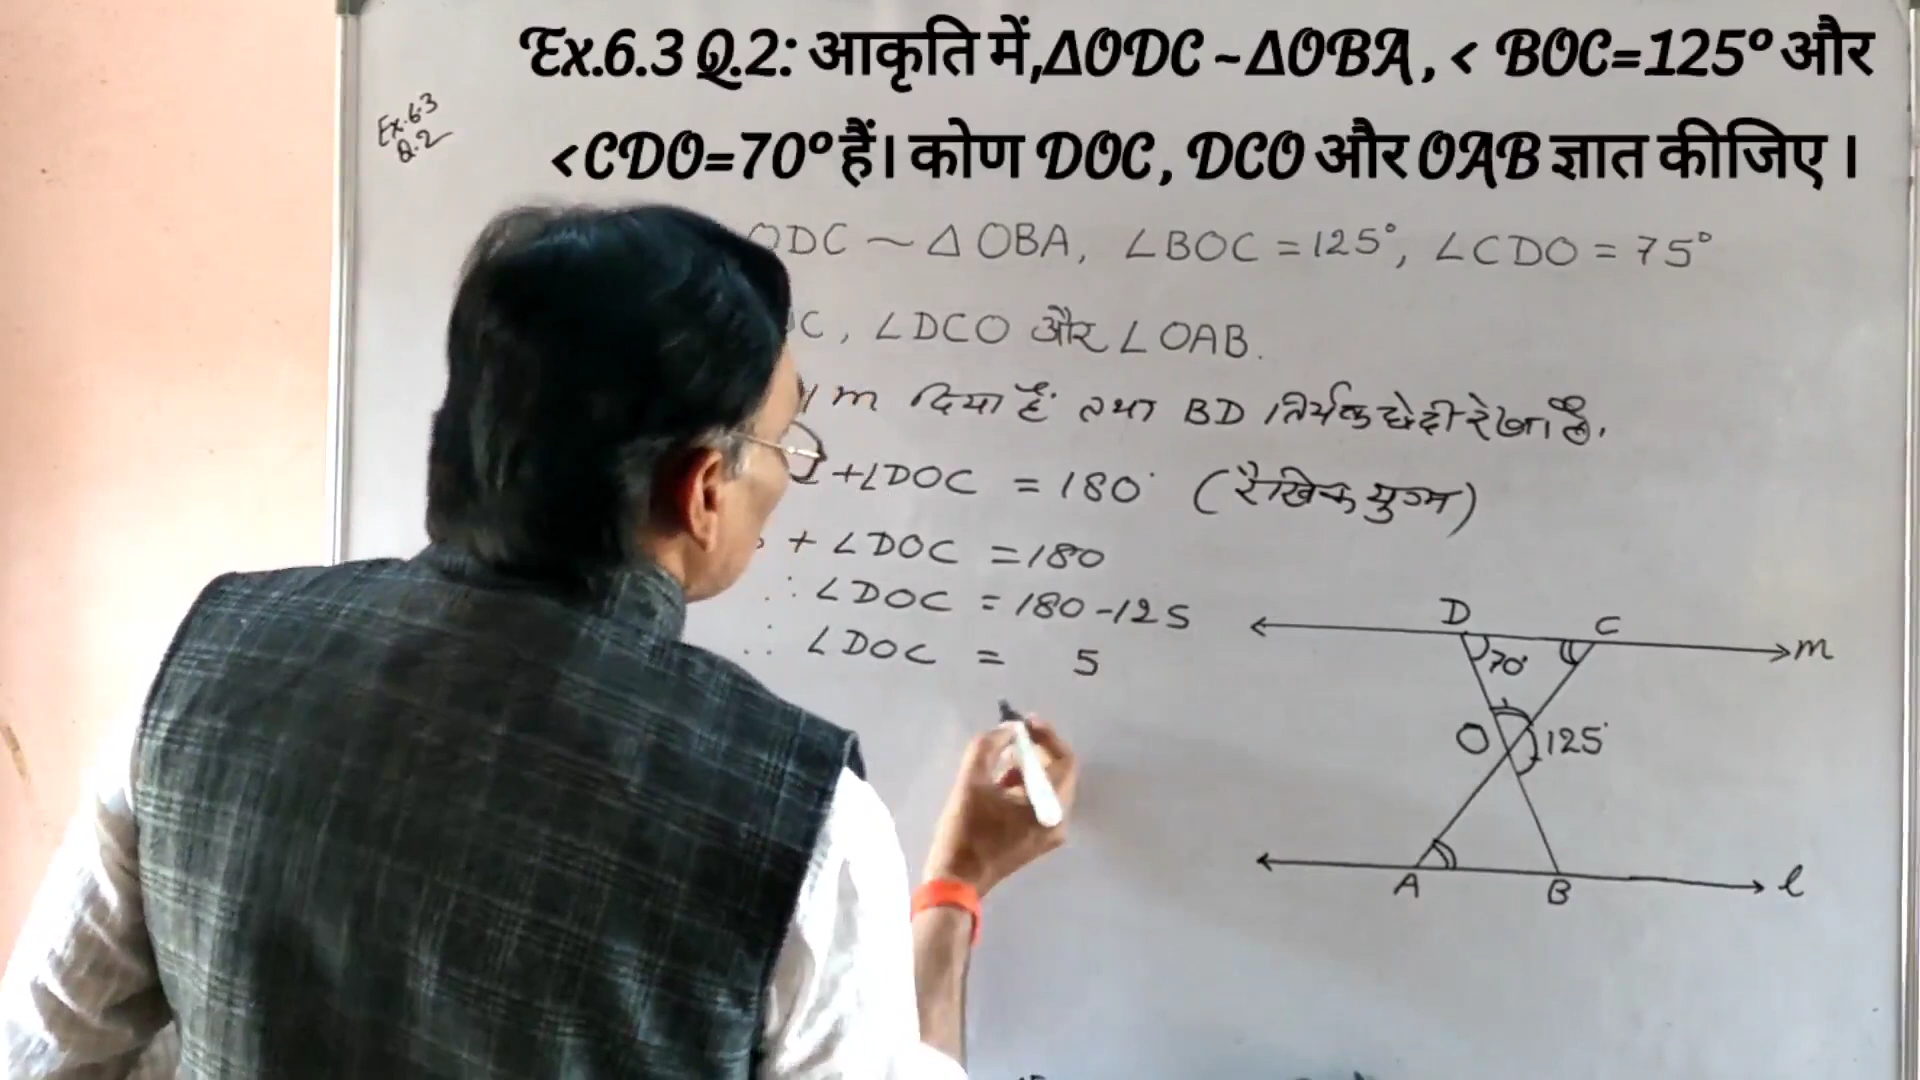 Ex.6.3 Q.2: आकृति में,ΔODC ~ΔOBA, < BOC=125° और
<CDO=70° हैं। कोण DOC, DCO और OAB ज्ञात कीजिए ।
Ex.6.3
Q.2
ODC ~ Δ OBA, ∠BOC = 125°, ∠CDO = 75°
C, ∠DCO और ∠OAB.
m दिया है तथा BD तिर्यक छेदी रेखा है.
+∠DOC = 180° (रैखिक युग्म)
+ ∠DOC = 180
∴ ∠DOC = 180-125
∴ ∠DOC = 5
D C m
70°
O 125°
A B l